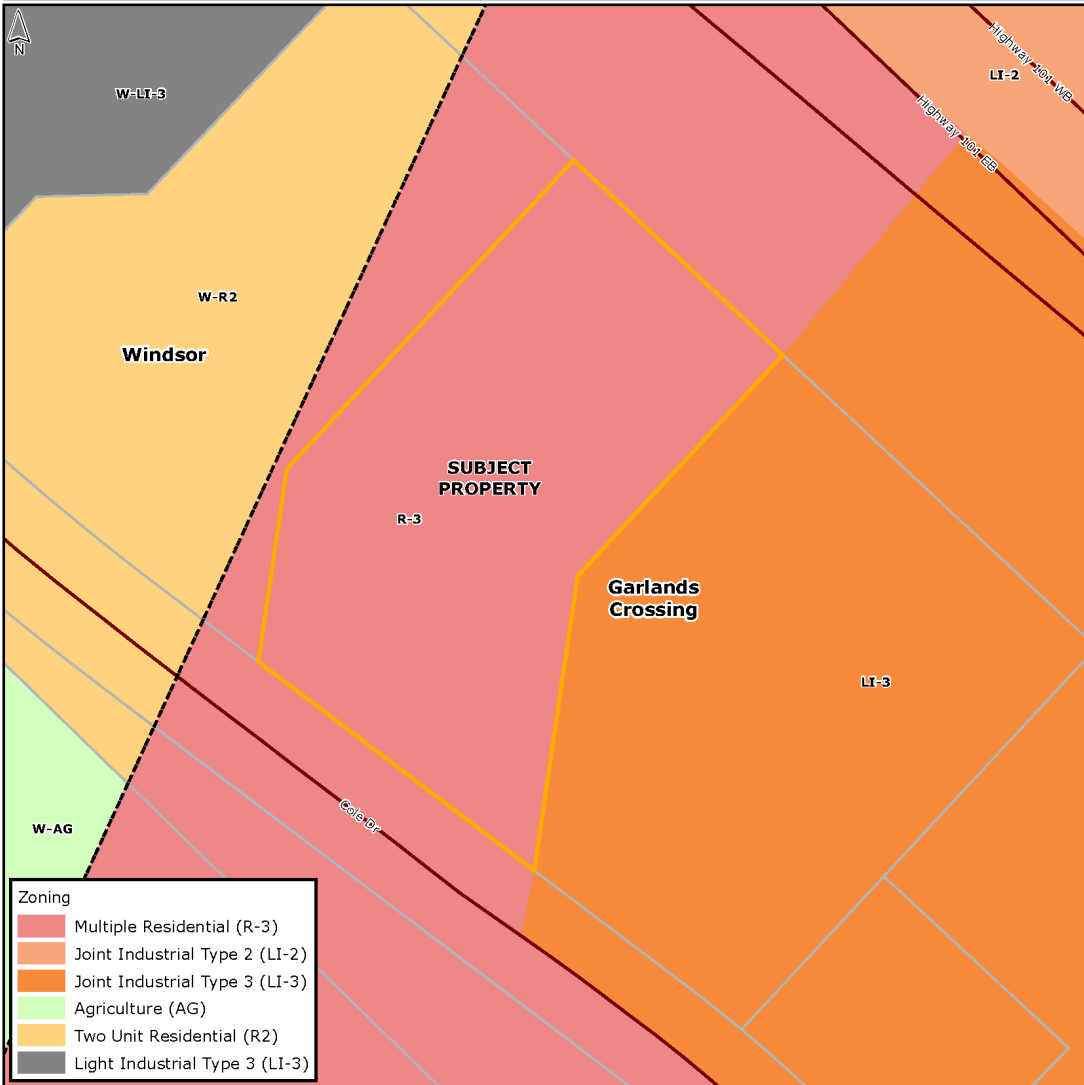 N
W-LI-3
LI-2
Highway 101 WB
Highway 101 EB
W-R2
Windsor
SUBJECT
PROPERTY
R-3
Garlands
Crossing
LI-3
Cole Dr
W-AG
Zoning
Multiple Residential (R-3)
Joint Industrial Type 2 (LI-2)
Joint Industrial Type 3 (LI-3)
Agriculture (AG)
Two Unit Residential (R2)
Light Industrial Type 3 (LI-3)